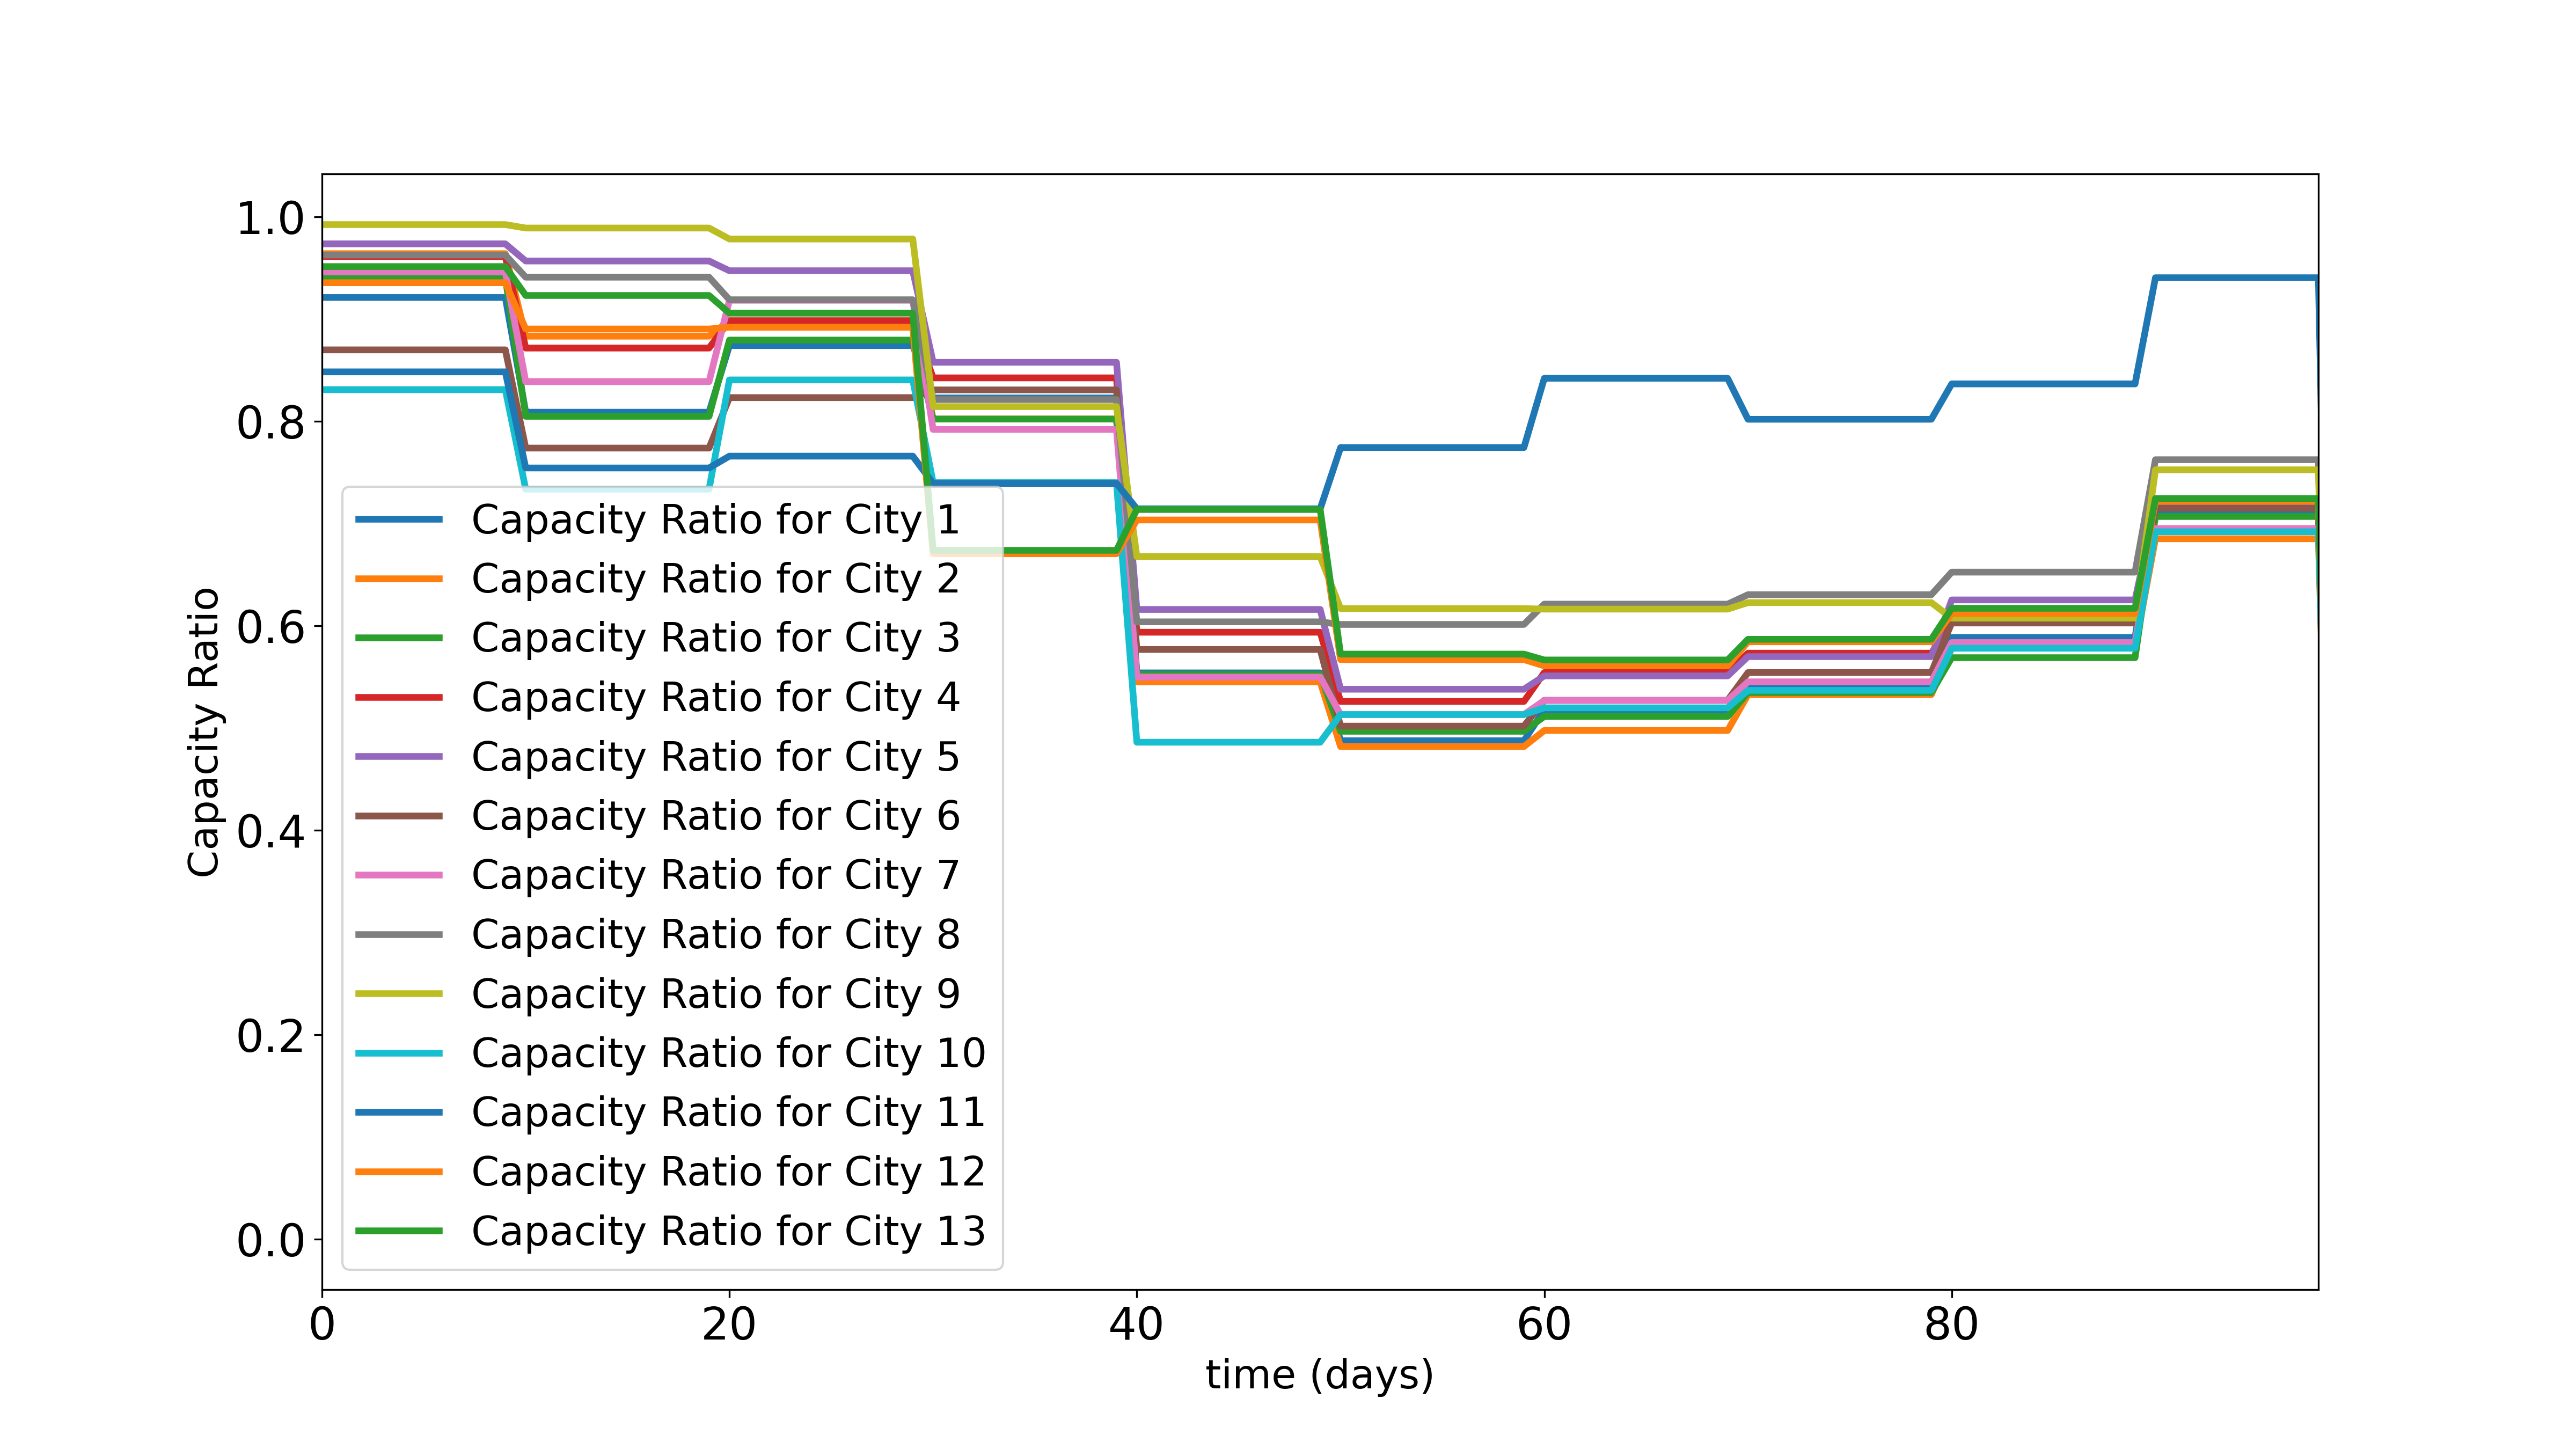 1.0
0.8
0.6
0.4
0.2
0.0
Capacity Ratio
Capacity Ratio for City 1
Capacity Ratio for City 2
Capacity Ratio for City 3
Capacity Ratio for City 4
Capacity Ratio for City 5
Capacity Ratio for City 6
Capacity Ratio for City 7
Capacity Ratio for City 8
Capacity Ratio for City 9
Capacity Ratio for City 10
Capacity Ratio for City 11
Capacity Ratio for City 12
Capacity Ratio for City 13
0 20 40 60 80
time (days)